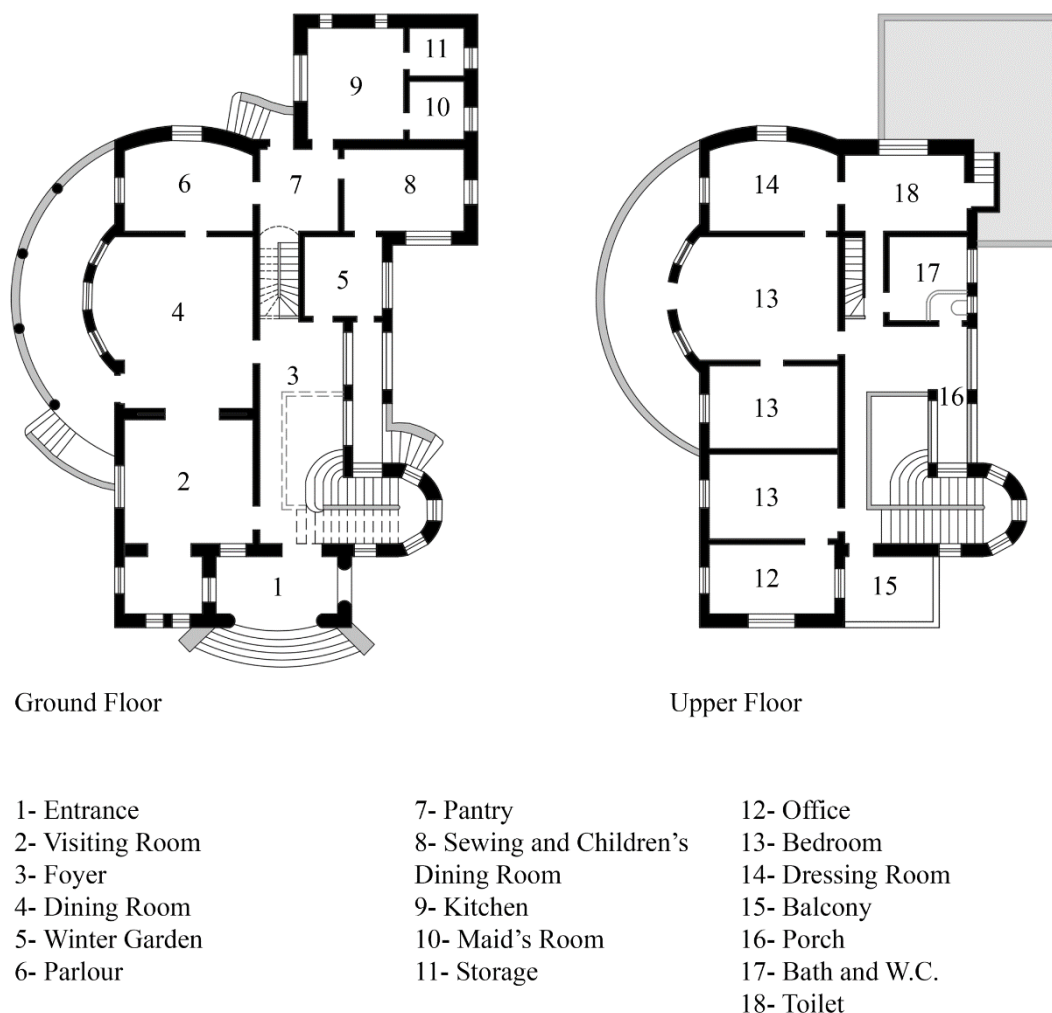 11
9
10
6
7
8
5
4
3
2
1
14
18
17
13
13
16
13
12
15
Ground Floor
Upper Floor
1- Entrance
2- Visiting Room
3- Foyer
4- Dining Room
5- Winter Garden
6- Parlour
7- Pantry
8- Sewing and Children’s
Dining Room
9- Kitchen
10- Maid’s Room
11- Storage
12- Office
13- Bedroom
14- Dressing Room
15- Balcony
16- Porch
17- Bath and W.C.
18- Toilet